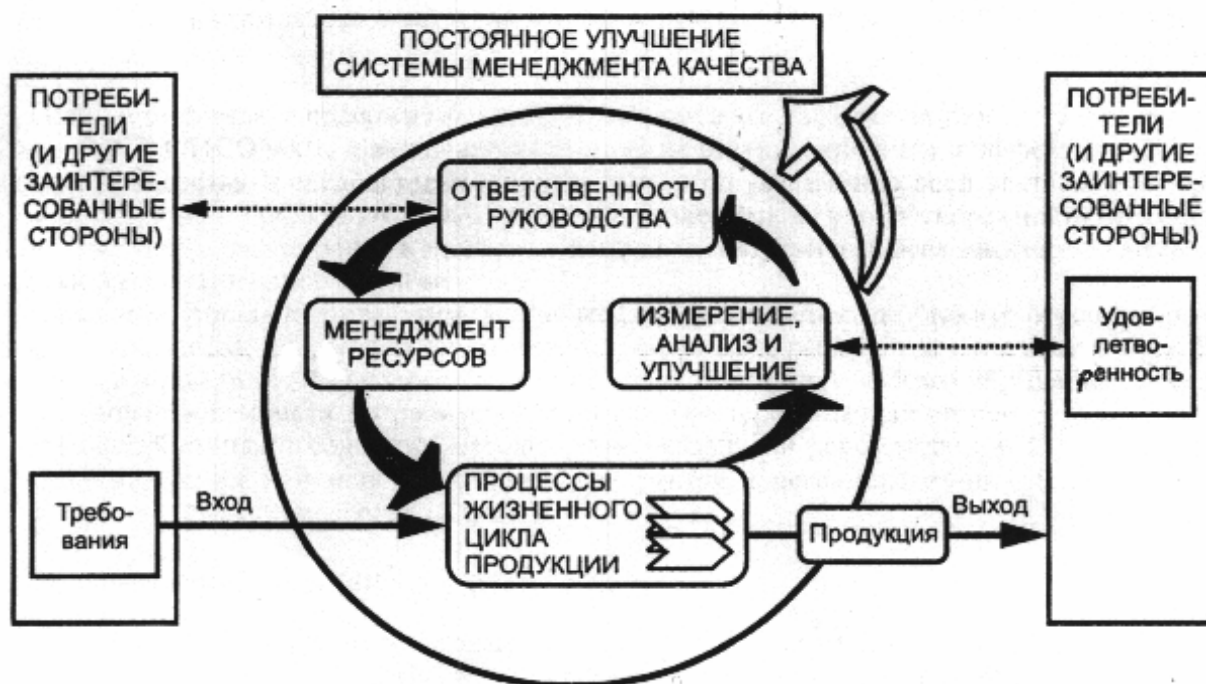 ПОСТОЯННОЕ УЛУЧШЕНИЕ
СИСТЕМЫ МЕНЕДЖМЕНТА КАЧЕСТВА
ПОТРЕБИ-
ТЕЛИ
(И ДРУГИЕ
ЗАИНТЕРЕ-
СОВАННЫЕ
СТОРОНЫ)
ОТВЕТСТВЕННОСТЬ
РУКОВОДСТВА
ПОТРЕБИ-
ТЕЛИ
(И ДРУГИЕ
ЗАИНТЕРЕ-
СОВАННЫЕ
СТОРОНЫ)
МЕНЕДЖМЕНТ
РЕСУРСОВ
ИЗМЕРЕНИЕ,
АНАЛИЗ И
УЛУЧШЕНИЕ
Удов-
летво-
ренность
Требо-
вания
Вход
ПРОЦЕССЫ
ЖИЗНЕННОГО
ЦИКЛА
ПРОДУКЦИИ
Продукция
Выход